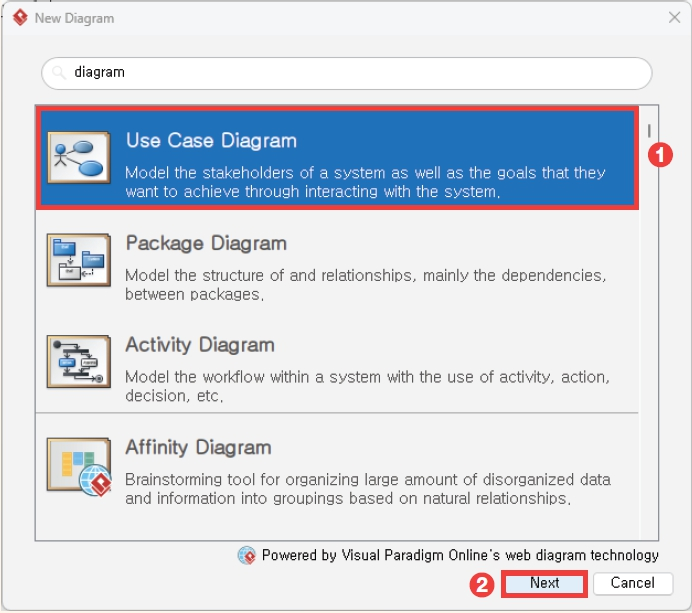 New Diagram
diagram
Use Case Diagram
Model the stakeholders of a system as well as the goals that they
want to achieve through interacting with the system.
1
Package Diagram
Model the structure of and relationships, mainly the dependencies,
between packages.
Activity Diagram
Model the workflow within a system with the use of activity, action,
decision, etc.
Affinity Diagram
Brainstorming tool for organizing large amount of disorganized data
and information into groupings based on natural relationships.
Powered by Visual Paradigm Online's web diagram technology
2 Next Cancel